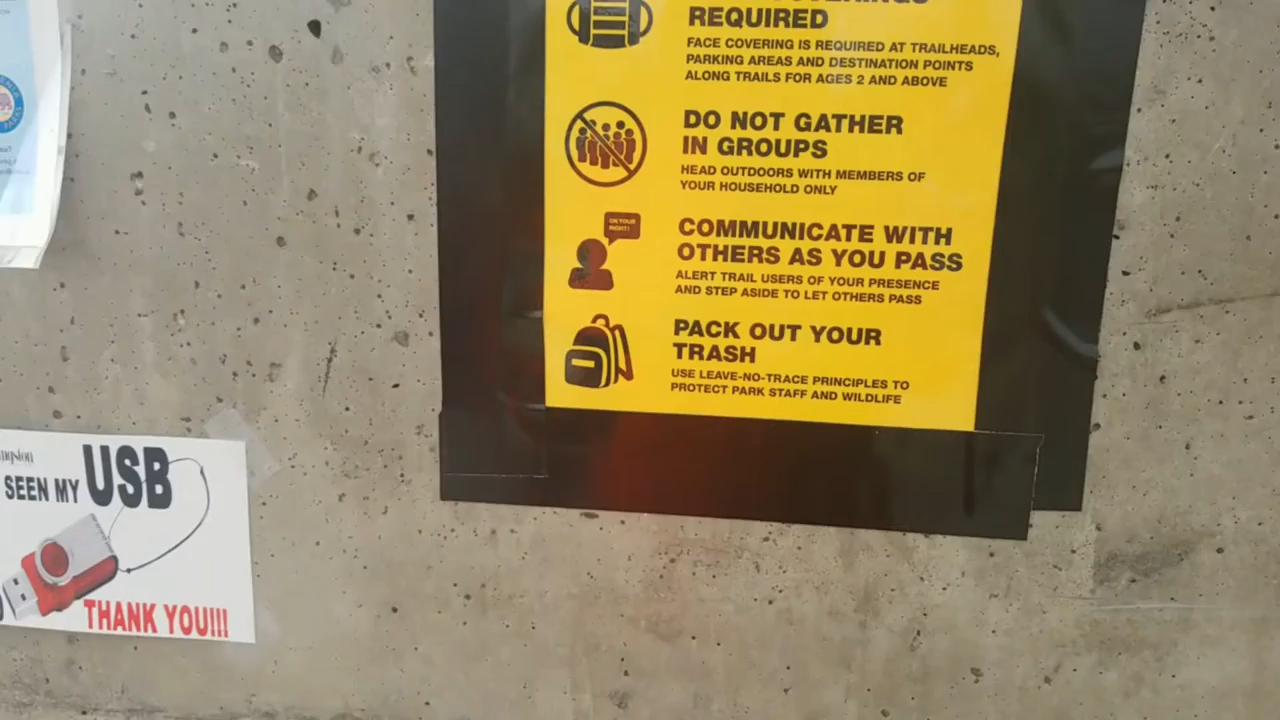 REQUIRED
FACE COVERING IS REQUIRED AT TRAILHEADS,
PARKING AREAS AND DESTINATION POINTS
ALONG TRAILS FOR AGES 2 AND ABOVE
DO NOT GATHER
IN GROUPS
HEAD OUTDOORS WITH MEMBERS OF
YOUR HOUSEHOLD ONLY
ON YOUR
RIGHT!
COMMUNICATE WITH
OTHERS AS YOU PASS
ALERT TRAIL USERS OF YOUR PRESENCE
AND STEP ASIDE TO LET OTHERS PASS
PACK OUT YOUR
TRASH
USE LEAVE-NO-TRACE PRINCIPLES TO
PROTECT PARK STAFF AND WILDLIFE
SEEN MY USB
THANK YOU!!!